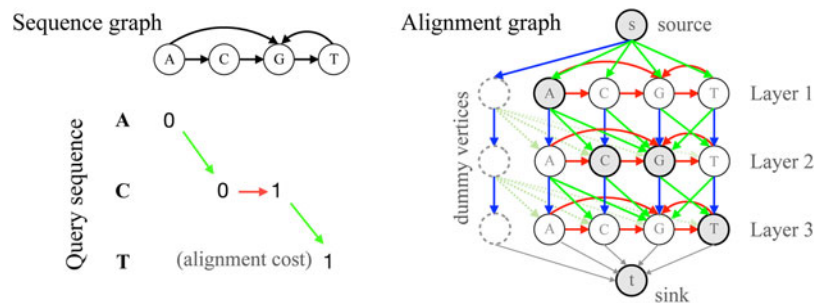 Sequence graph
A C G T
Query sequence
A 0
C 0 1
T (alignment cost) 1
Alignment graph
s source
A C G T Layer 1
dummy vertices
A C G T Layer 2
A C G T Layer 3
t
sink